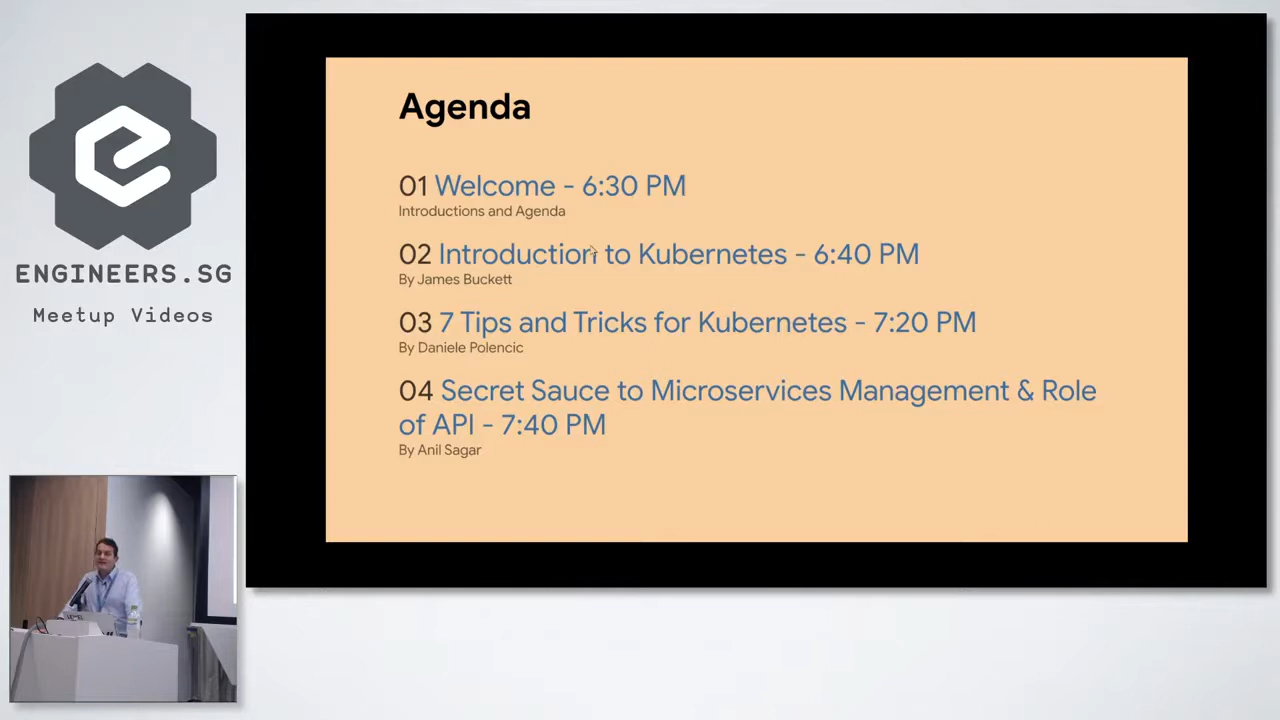 ENGINEERS.SG
Meetup Videos
Agenda
01 Welcome - 6:30 PM
Introductions and Agenda
02 Introduction to Kubernetes - 6:40 PM
By James Buckett
03 7 Tips and Tricks for Kubernetes - 7:20 PM
By Daniele Polencic
04 Secret Sauce to Microservices Management & Role
of API - 7:40 PM
By Anil Sagar